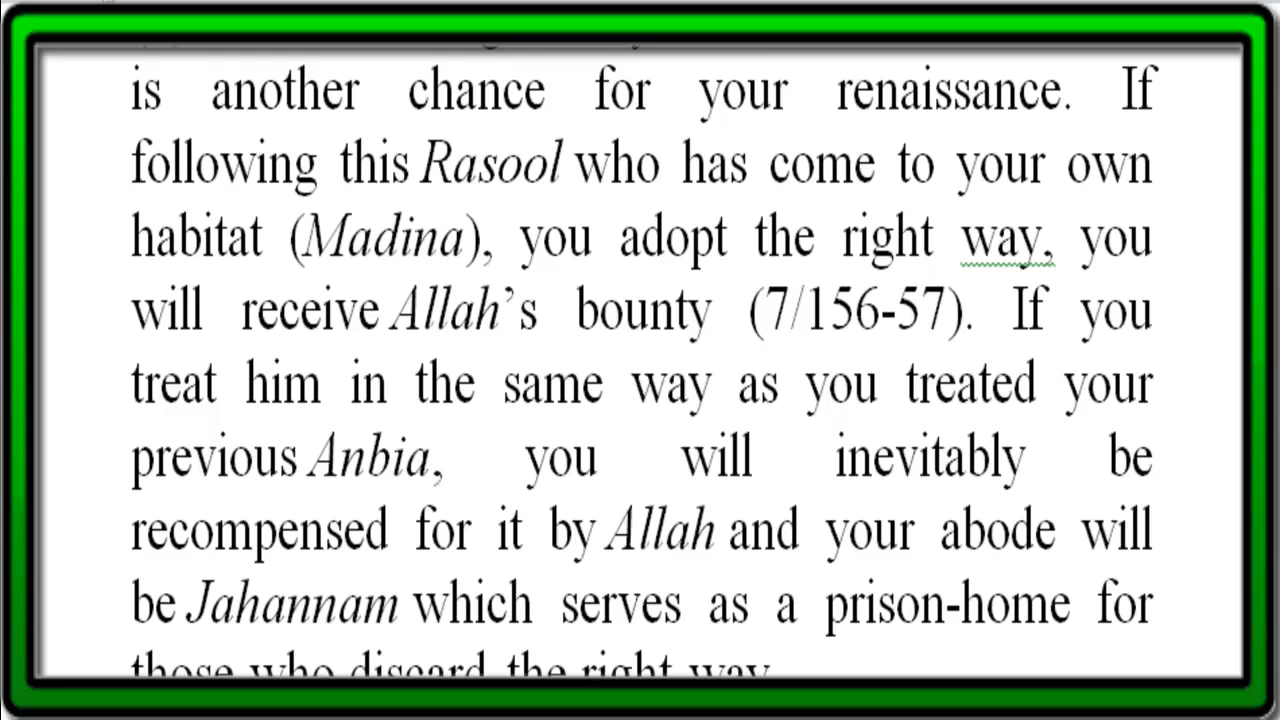 is another chance for your renaissance. If
following this Rasool who has come to your own
habitat (Madina), you adopt the right way, you
will receive Allah’s bounty (7/156-57). If you
treat him in the same way as you treated your
previous Anbia, you will inevitably be
recompensed for it by Allah and your abode will
be Jahannam which serves as a prison-home for
those who discard the right way